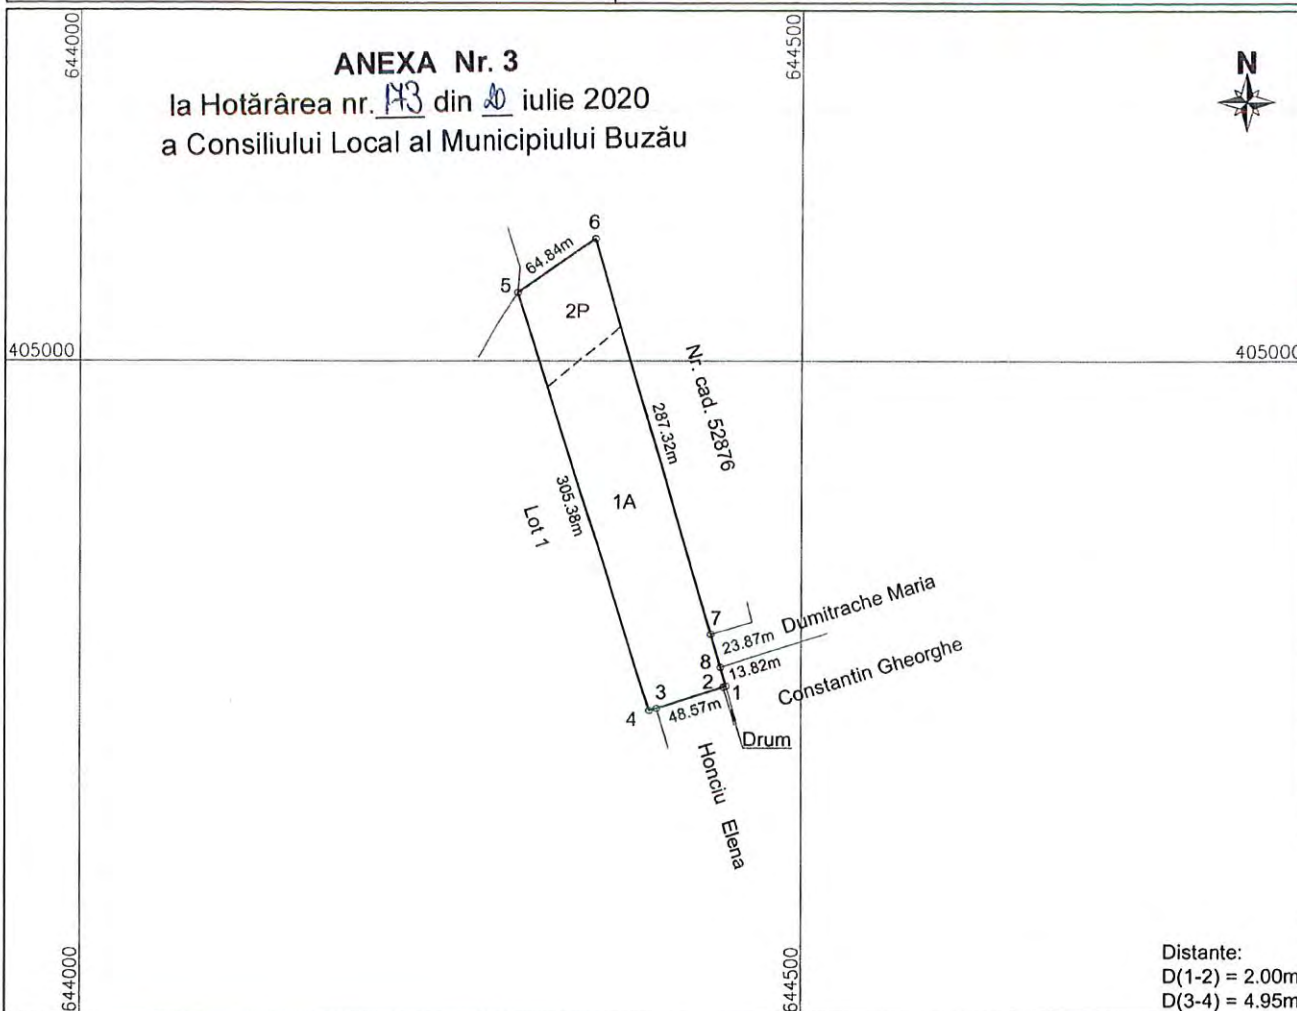 644000
644500
ANEXA Nr. 3
N
la Hotărârea nr. 173 din 20 iulie 2020
a Consiliului Local al Municipiului Buzău
6
64.84m
5
2P
405000
405000
Nr. cad. 52876
287.32m
305.38m
1A
Lot 1
7
Dumitrache Maria
23.87m
8
13.82m
Constantin Gheorghe
2
1
3
4
48.57m
Drum
Honciu Elena
644000
644500
Distante:
D(1-2) = 2.00m
D(3-4) = 4.95m